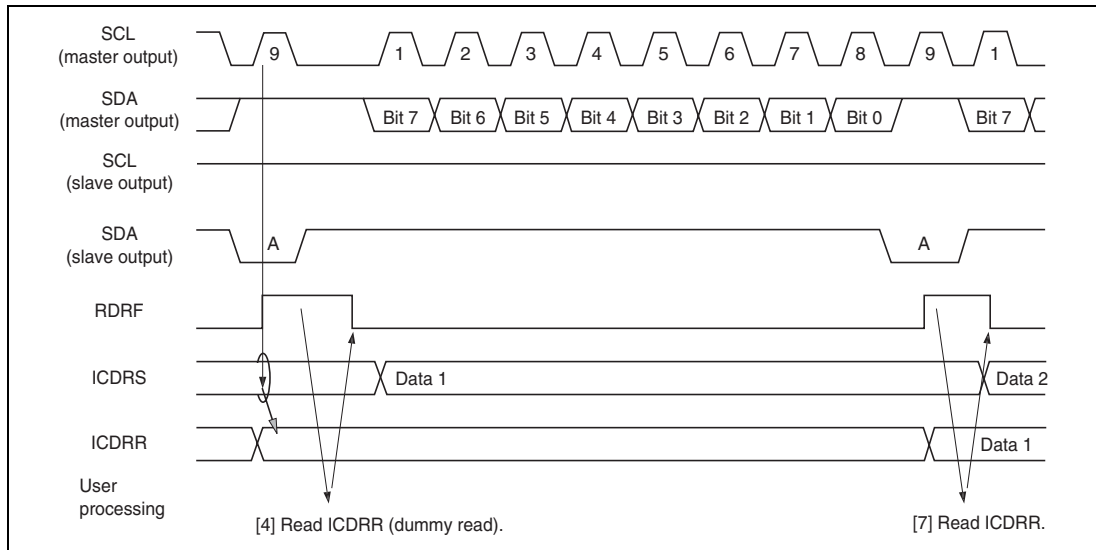 SCL
(master output)
9 1 2 3 4 5 6 7 8 9 1
SDA
(master output)
Bit 7 Bit 6 Bit 5 Bit 4 Bit 3 Bit 2 Bit 1 Bit 0 Bit 7
SCL
(slave output)
SDA
(slave output)
A A
RDRF
ICDRS
Data 1 Data 2
ICDRR
Data 1
User
processing
[4] Read ICDRR (dummy read). [7] Read ICDRR.